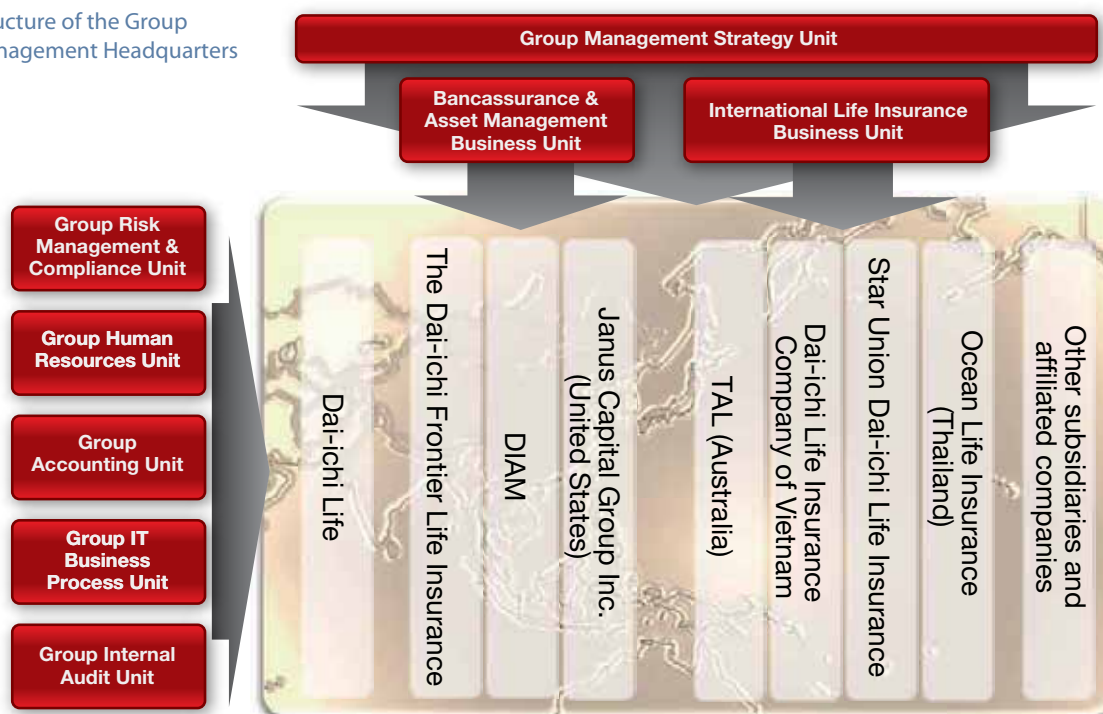 ucture of the Group
nagement Headquarters
Group Management Strategy Unit
Bancassurance &
Asset Management
Business Unit
International Life Insurance
Business Unit
Group Risk
Management &
Compliance Unit
Group Human
Resources Unit
Group
Accounting Unit
Group IT
Business
Process Unit
Group Internal
Audit Unit
Dai-ichi Life
The Dai-ichi Frontier Life Insurance
DIAM
Janus Capital Group Inc.
(United States)
TAL (Australia)
Dai-ichi Life Insurance
Company of Vietnam
Star Union Dai-ichi Life Insurance
Ocean Life Insurance
(Thailand)
Other subsidiaries and
affiliated companies